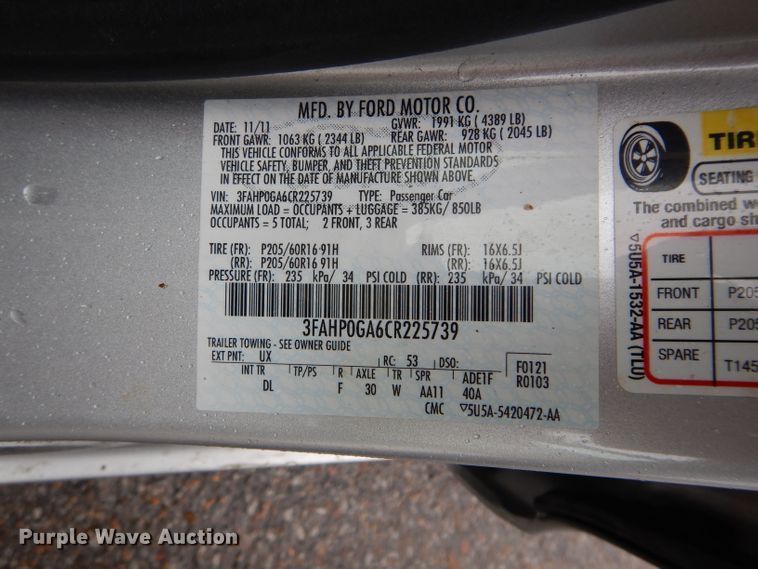 MFD. BY FORD MOTOR CO.
DATE: 11/11 GVWR: 1991 KG ( 4389 LB)
FRONT GAWR: 1063 KG ( 2344 LB) REAR GAWR: 928 KG ( 2045 LB)
THIS VEHICLE CONFORMS TO ALL APPLICABLE FEDERAL MOTOR
VEHICLE SAFETY, BUMPER, AND THEFT PREVENTION STANDARDS
IN EFFECT ON THE DATE OF MANUFACTURE SHOWN ABOVE.
VIN: 3FAHP0GA6CR225739 TYPE: Passenger Car
MAXIMUM LOAD = OCCUPANTS + LUGGAGE = 385KG/ 850LB
OCCUPANTS = 5 TOTAL; 2 FRONT, 3 REAR
TIRE (FR): P205/60R16 91H RIMS (FR): 16X6.5J
(RR): P205/60R16 91H (RR): 16X6.5J
PRESSURE (FR): 235 kPa/ 34 PSI COLD (RR): 235 kPa/ 34 PSI COLD
3FAHP0GA6CR225739
TRAILER TOWING - SEE OWNER GUIDE
EXT PNT: UX RC: 53 DSO: F0121
INT TR TP/PS R AXLE TR SPR ADE1F R0103
DL F 30 W AA11 40A
CMC ▽5U5A-5420472-AA
TIR
SEATING
The combined
and cargo
▽5U5A-1532-AA (TLU)
TIRE
FRONT P205
REAR P205
SPARE T145
Purple Wave Auction